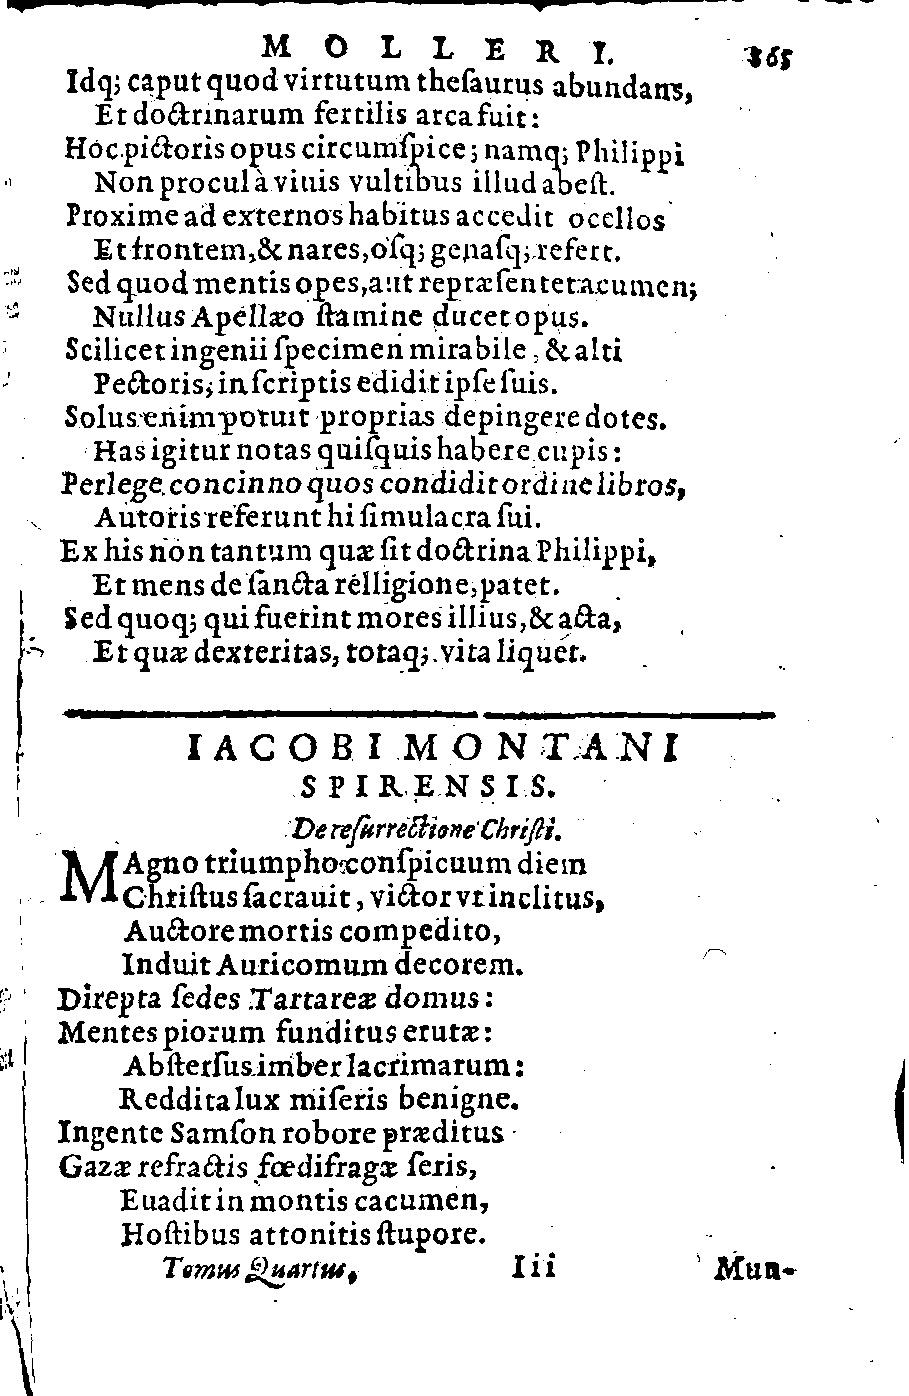 MOLLERI. 865
Idq; caput quod virtutum theſaurus abundans,
Et doctrinarum fertilis arca fuit:
Hoc pictoris opus circumſpice; namq; Philippi
Non procul à viuis vultibus illud abeſt.
Proxime ad externos habitus accedit ocellos
Et frontem, & nares, oſq; genaſq; refert.
Sed quod mentis opes, aut repræſentet acumen;
Nullus Apellæo ſtamine ducet opus.
Scilicet ingenii ſpecimen mirabile, & alti
Pectoris, in ſcriptis edidit ipſe ſuis.
Solus enim potuit proprias depingere dotes.
Has igitur notas quiſquis habere cupis:
Perlege concinno quos condidit ordine libros,
Autoris referunt hi ſimulacra ſui.
Ex his non tantum quæ ſit doctrina Philippi,
Et mens de ſancta relligione, patet.
Sed quoq; qui fuerint mores illius, & acta,
Et quæ dexteritas, totaq; vita liquet.
IACOBI MONTANI
SPIRENSIS.
De reſurrectione Chriſti.
MAgno triumpho conſpicuum diem
Chriſtus ſacrauit, victor vt inclitus,
Auctore mortis compedito,
Induit Auricomum decorem.
Direpta ſedes Tartareæ domus:
Mentes piorum funditus erutæ:
Abſterſus imber lacrimarum:
Reddita lux miſeris benigne.
Ingente Samſon robore præditus
Gazæ refractis fœdifragæ ſeris,
Euadit in montis cacumen,
Hoſtibus attonitis ſtupore.
Tomus Quartus, Iii Mun-